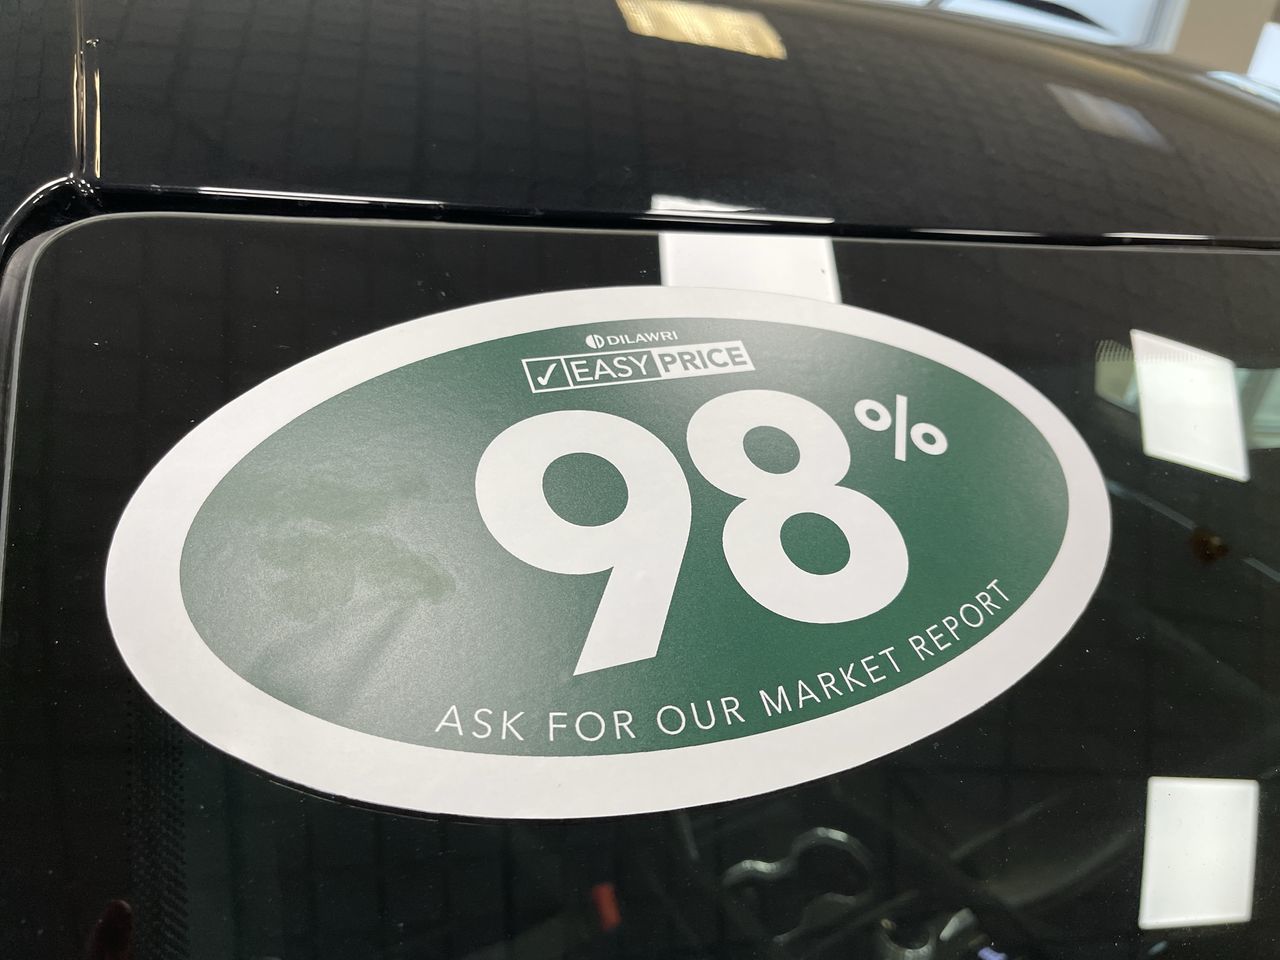 DILAWRI
✓ EASY PRICE
98%
ASK FOR OUR MARKET REPORT